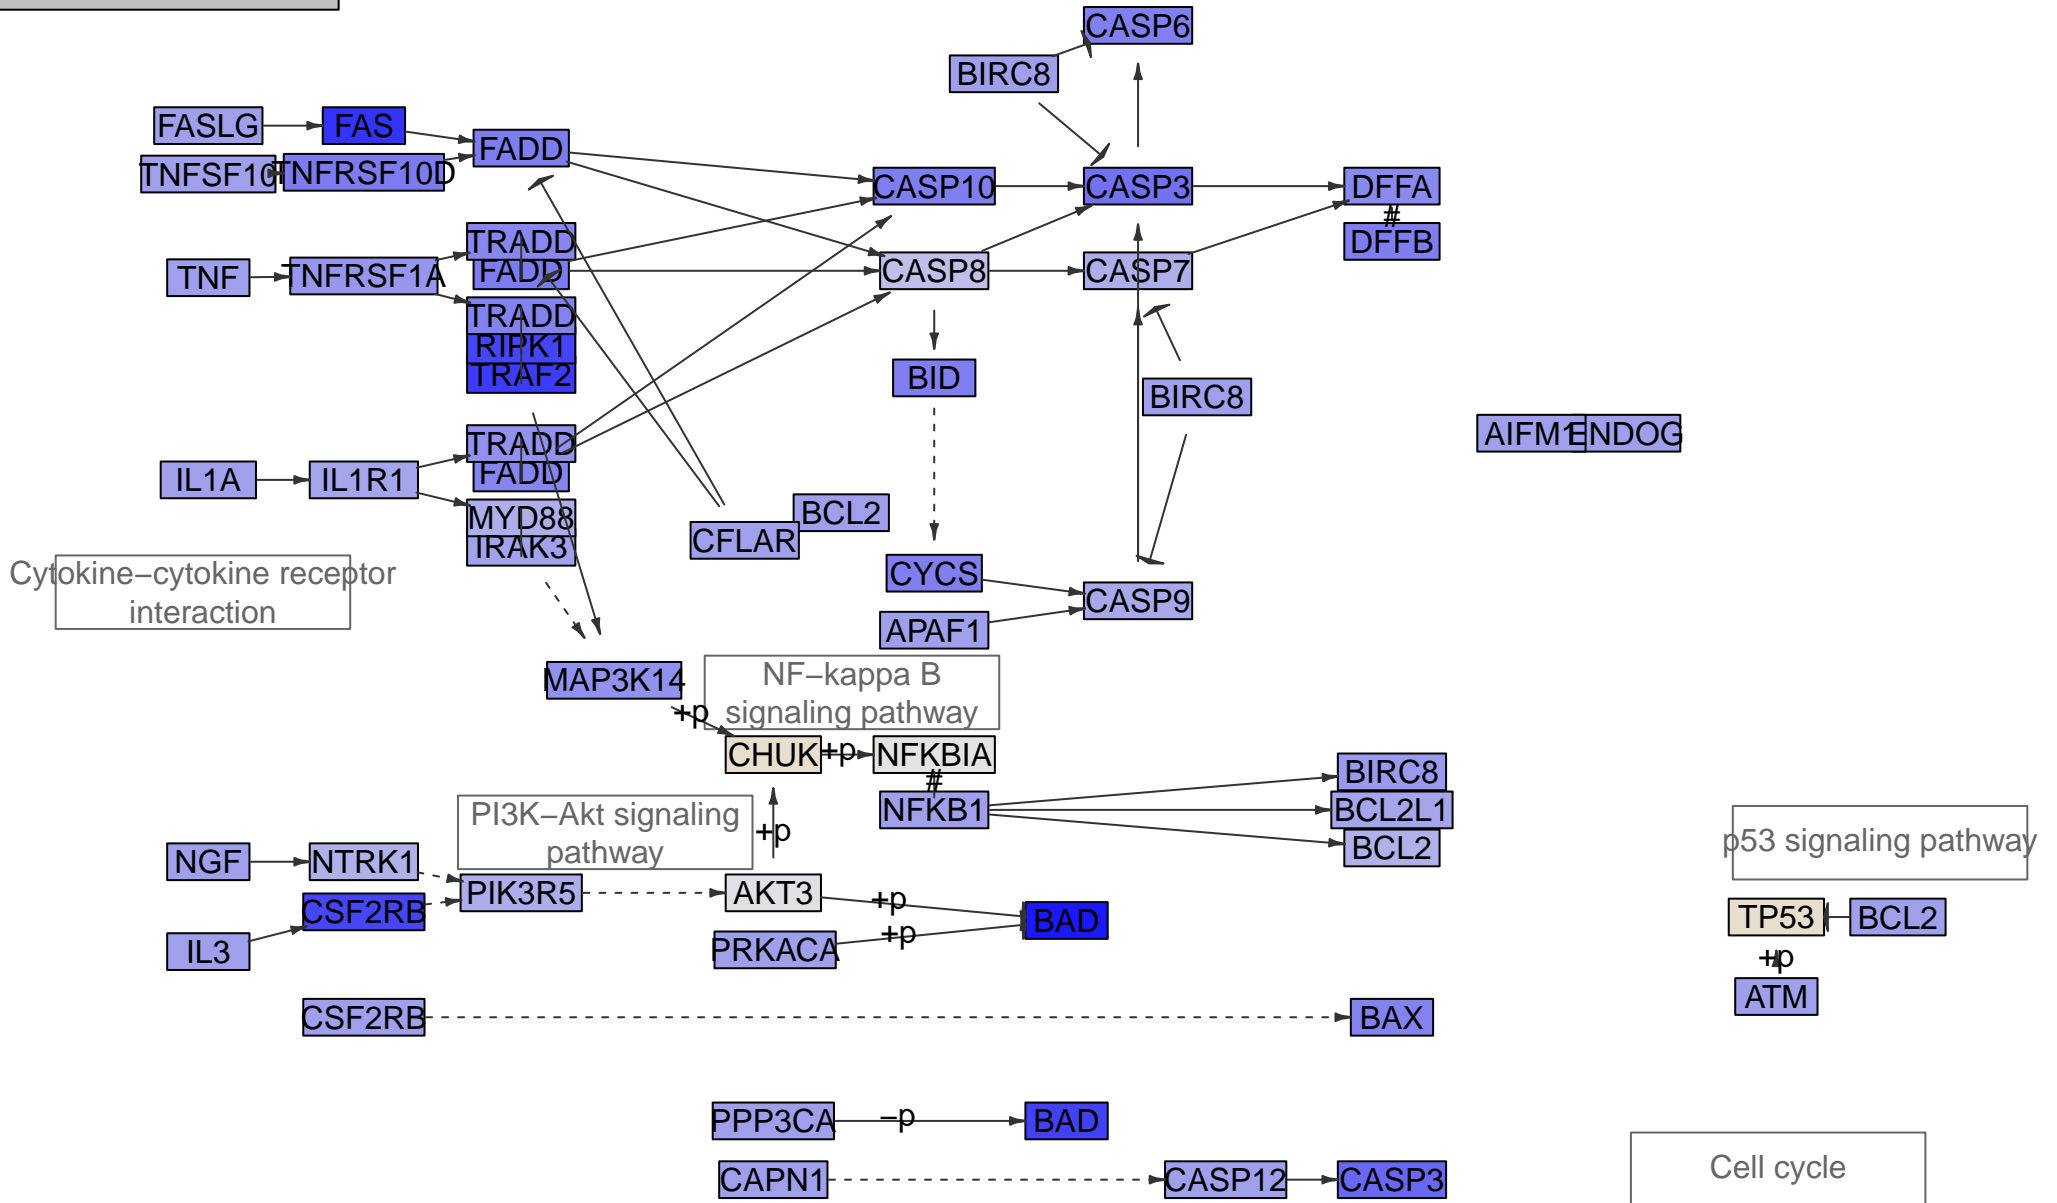 CASP6
BIRC8
FASLG
FAS
FADD
TNFSF10
TNFRSF10D
CASP10
CASP3
DFFA
#
DFFB
TRADD
FADD
TNF
TNFRSF1A
CASP8
CASP7
TRADD
RIPK1
TRAF2
BID
BIRC8
AIFM1
ENDOG
TRADD
FADD
IL1A
IL1R1
MYD88
IRAK3
BCL2
CFLAR
Cytokine−cytokine receptor
interaction
CYCS
CASP9
APAF1
MAP3K14
NF−kappa B
signaling pathway
+p
CHUK
+p
NFKBIA
#
NFKB1
BIRC8
BCL2L1
BCL2
PI3K−Akt signaling
pathway
+p
p53 signaling pathway
NGF
NTRK1
PIK3R5
AKT3
+p
CSF2RB
BAD
TP53
BCL2
IL3
PRKACA
+p
+p
ATM
CSF2RB
BAX
PPP3CA
−p
BAD
CAPN1
CASP12
CASP3
Cell cycle